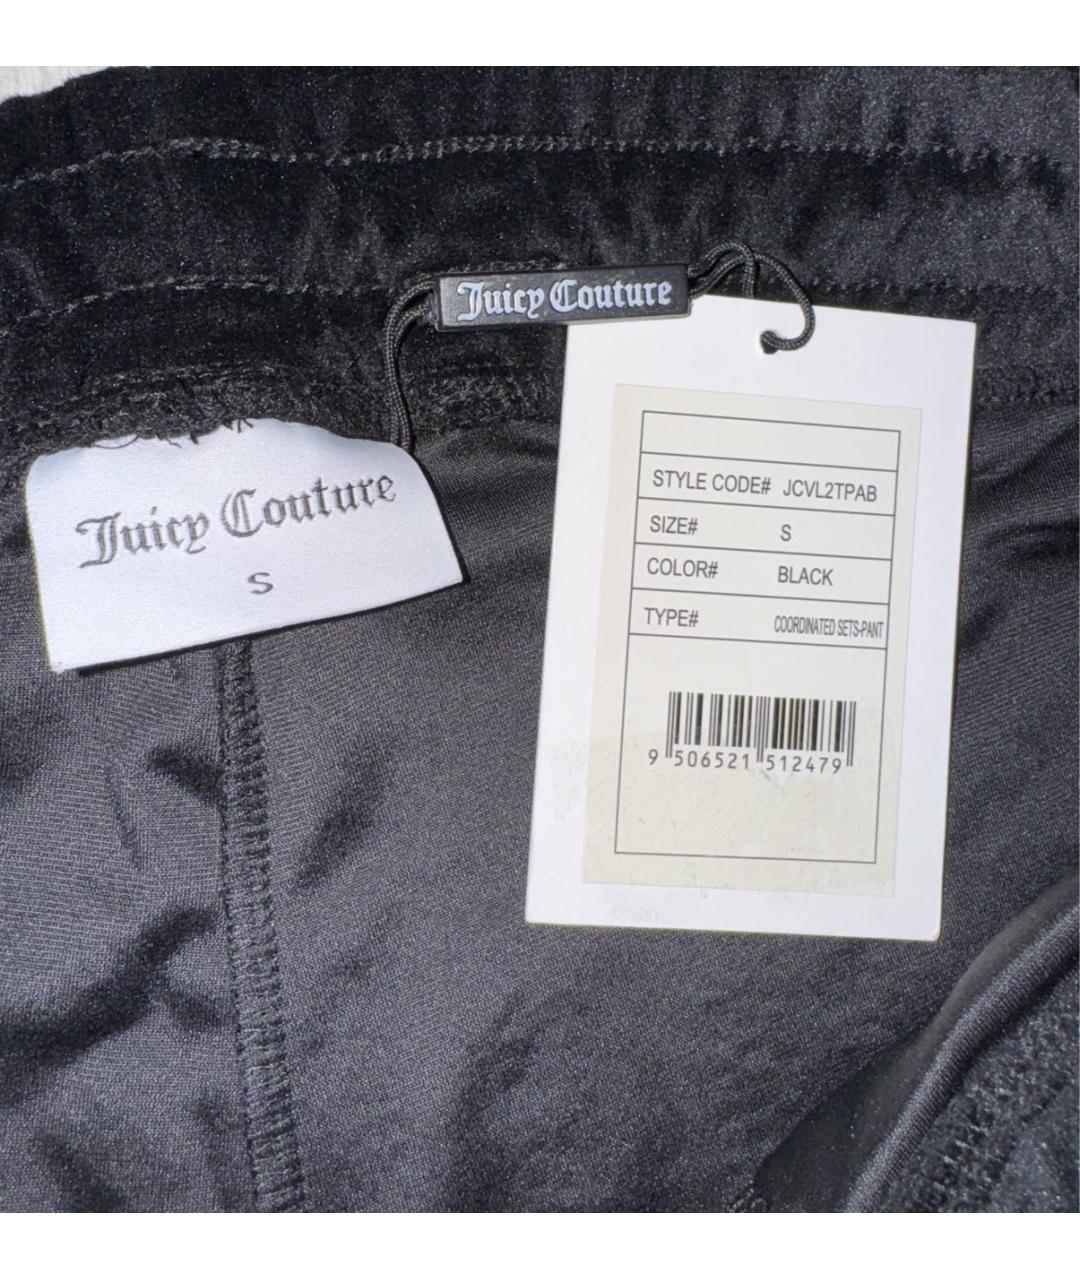 Juicy Couture
Juicy Couture
S
STYLE CODE# JCVL2TPAB
SIZE# S
COLOR# BLACK
TYPE# COORDINATED SETS-PANT
9 506521 512479